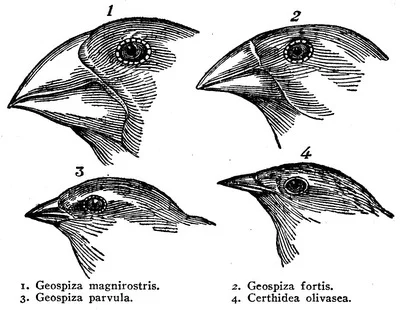 1 2
3 4
1. Geospiza magnirostris. 2. Geospiza fortis.
3. Geospiza parvula. 4. Certhidea olivasea.